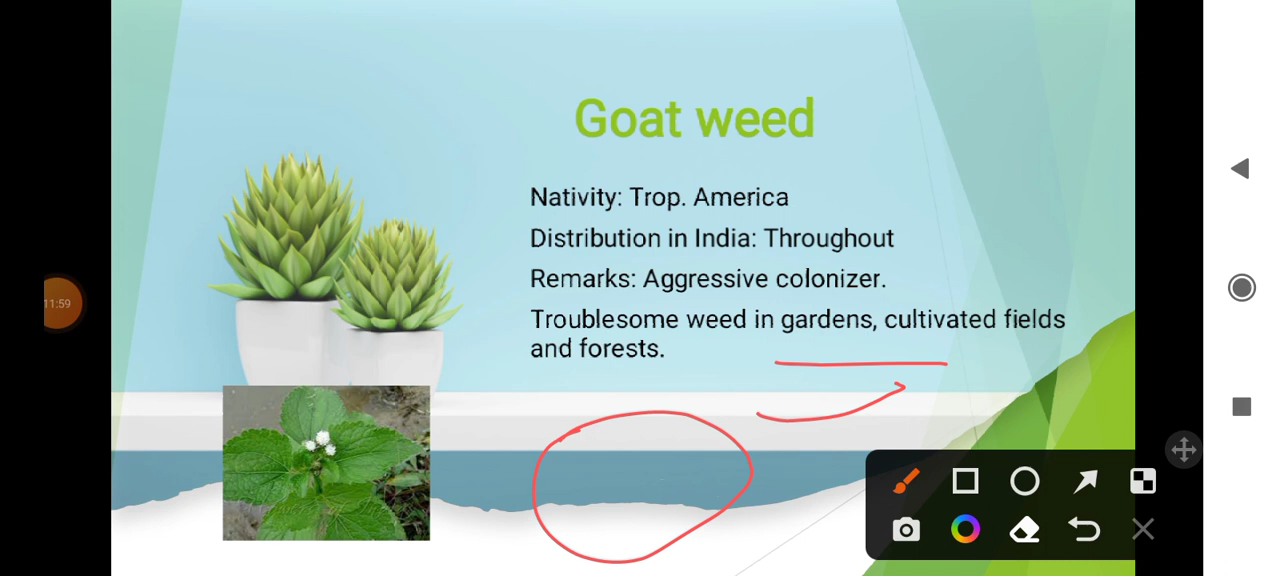 Goat weed
Nativity: Trop. America
Distribution in India: Throughout
Remarks: Aggressive colonizer.
Troublesome weed in gardens, cultivated fields
and forests.
11:59